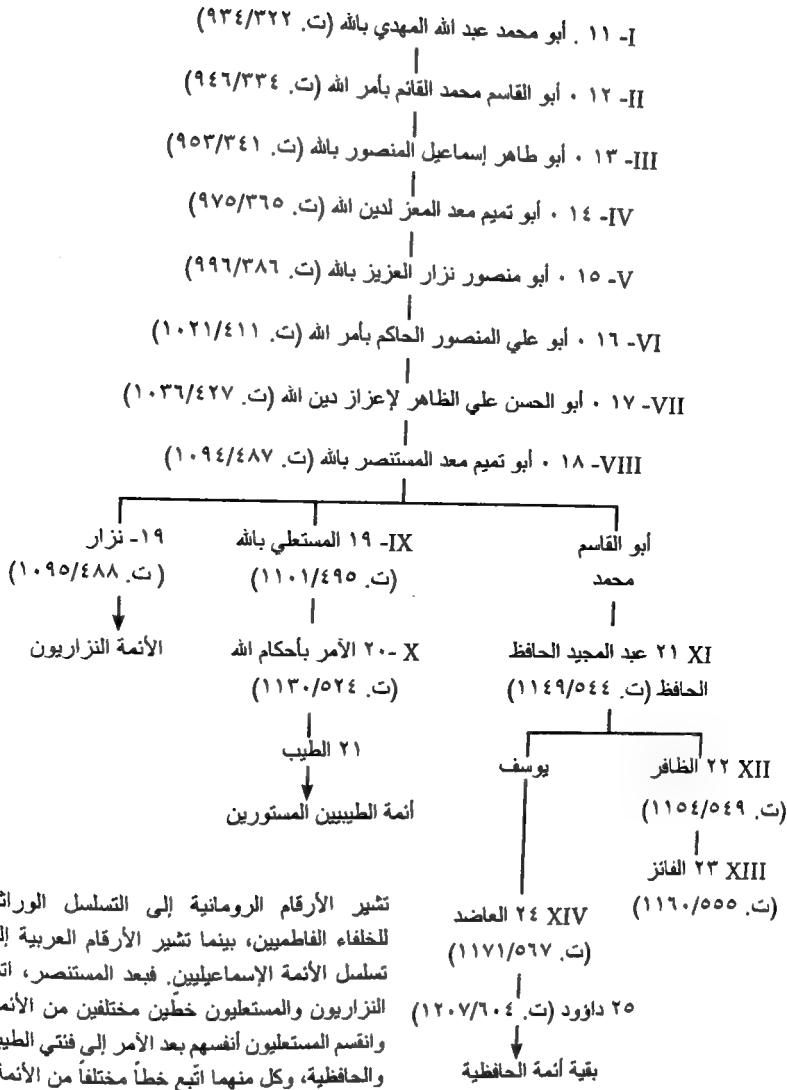 I- ١١ . أبو محمد عبد الله المهدي بالله (ت. ٩٣٤/٣٢٢)
II- ١٢ . أبو القاسم محمد القائم بأمر الله (ت. ٩٤٦/٣٣٤)
III- ١٣ . أبو طاهر إسماعيل المنصور بالله (ت. ٩٥٣/٣٤١)
IV- ١٤ . أبو تميم معد المعز لدين الله (ت. ٩٧٥/٣٦٥)
V- ١٥ . أبو منصور نزار العزيز بالله (ت. ٩٩٦/٣٨٦)
VI- ١٦ . أبو علي المنصور الحاكم بأمر الله (ت. ١٠٢١/٤١١)
VII- ١٧ . أبو الحسن علي الظاهر لإعزاز دين الله (ت. ١٠٣٦/٤٢٧)
VIII- ١٨ . أبو تميم معد المستنصر بالله (ت. ١٠٩٤/٤٨٧)
أبو القاسم
محمد
IX- ١٩ المستعلي بالله
(ت. ١١٠١/٤٩٥)
١٩- نزار
(ت. ١٠٩٥/٤٨٨)
IX ٢١ عبد المجيد الحافظ
الحافظ (ت. ١١٤٩/٥٤٤)
X -٢٠ الآمر بأحكام الله
(ت. ١١٣٠/٥٢٤)
الأئمة النزاريون
XII ٢٢ الظافر
(ت. ١١٥٤/٥٤٩)
يوسف
٢١ الطيب
أئمة الطيبيين المستورين
XIII ٢٣ الفائز
(ت. ١١٦٠/٥٥٥)
XIV ٢٤ العاضد
(ت. ١١٧١/٥٦٧)
٢٥ داؤود (ت. ١٢٠٧/٦٠٤)
بقية أئمة الحافظية
تشير الأرقام الرومانية إلى التسلسل
للخلفاء الفاطميين، بينما تشير الأرقام العربية
تسلسل الأئمة الإسماعيليين. فبعد المستنصر،
النزاريون والمستعليون خطّين مختلفين من
وانقسم المستعليون أنفسهم بعد الآمر إلى فئتي
والحافظية، وكل منهما اتّبع خطاً مختلفاً من الأئمة